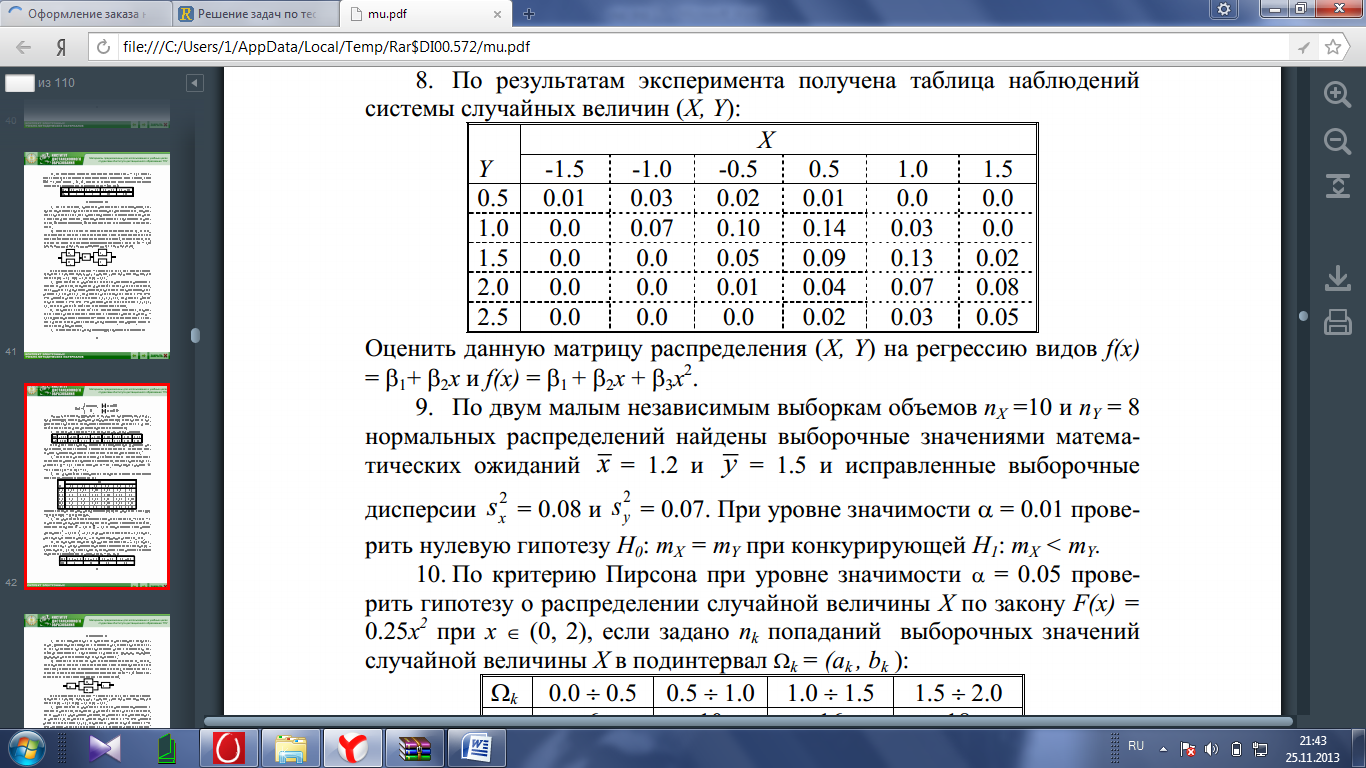 Оформление заказа н
Решение задач по тео
mu.pdf
file:///C:/Users/1/AppData/Local/Temp/Rar$DI00.572/mu.pdf
из 110
40
41
42
8. По результатам эксперимента получена таблица наблюдений
системы случайных величин (X, Y):
X
Y -1.5 -1.0 -0.5 0.5 1.0 1.5
0.5 0.01 0.03 0.02 0.01 0.0 0.0
1.0 0.0 0.07 0.10 0.14 0.03 0.0
1.5 0.0 0.0 0.05 0.09 0.13 0.02
2.0 0.0 0.0 0.01 0.04 0.07 0.08
2.5 0.0 0.0 0.0 0.02 0.03 0.05
Оценить данную матрицу распределения (X, Y) на регрессию видов f(x)
= β₁+ β₂x и f(x) = β₁ + β₂x + β₃x².
9. По двум малым независимым выборкам объемов nX =10 и nY = 8
нормальных распределений найдены выборочные значениями матема-
тических ожиданий x̅ = 1.2 и y̅ = 1.5 и исправленные выборочные
дисперсии s²x = 0.08 и s²y = 0.07. При уровне значимости α = 0.01 прове-
рить нулевую гипотезу H₀: mX = mY при конкурирующей H₁: mX < mY.
10. По критерию Пирсона при уровне значимости α = 0.05 прове-
рить гипотезу о распределении случайной величины X по закону F(x) =
0.25x² при x ∈ (0, 2), если задано nk попаданий выборочных значений
случайной величины X в подинтервал Ωk = (ak , bk ):
Ωk 0.0 ÷ 0.5 0.5 ÷ 1.0 1.0 ÷ 1.5 1.5 ÷ 2.0
RU
21:43
25.11.2013